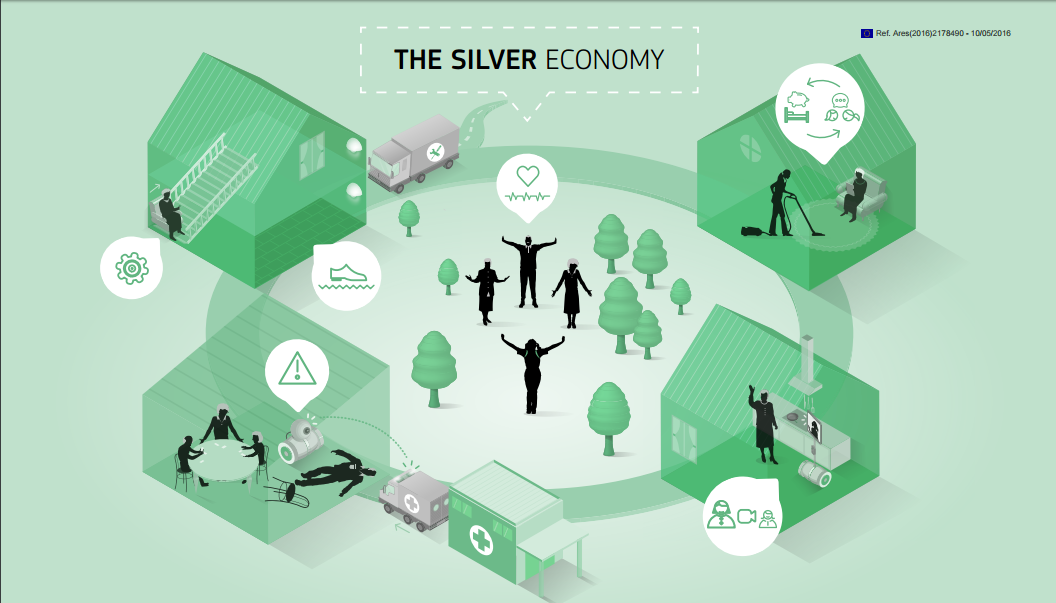 Ref. Ares(2016)2178490 - 10/05/2016
THE SILVER ECONOMY